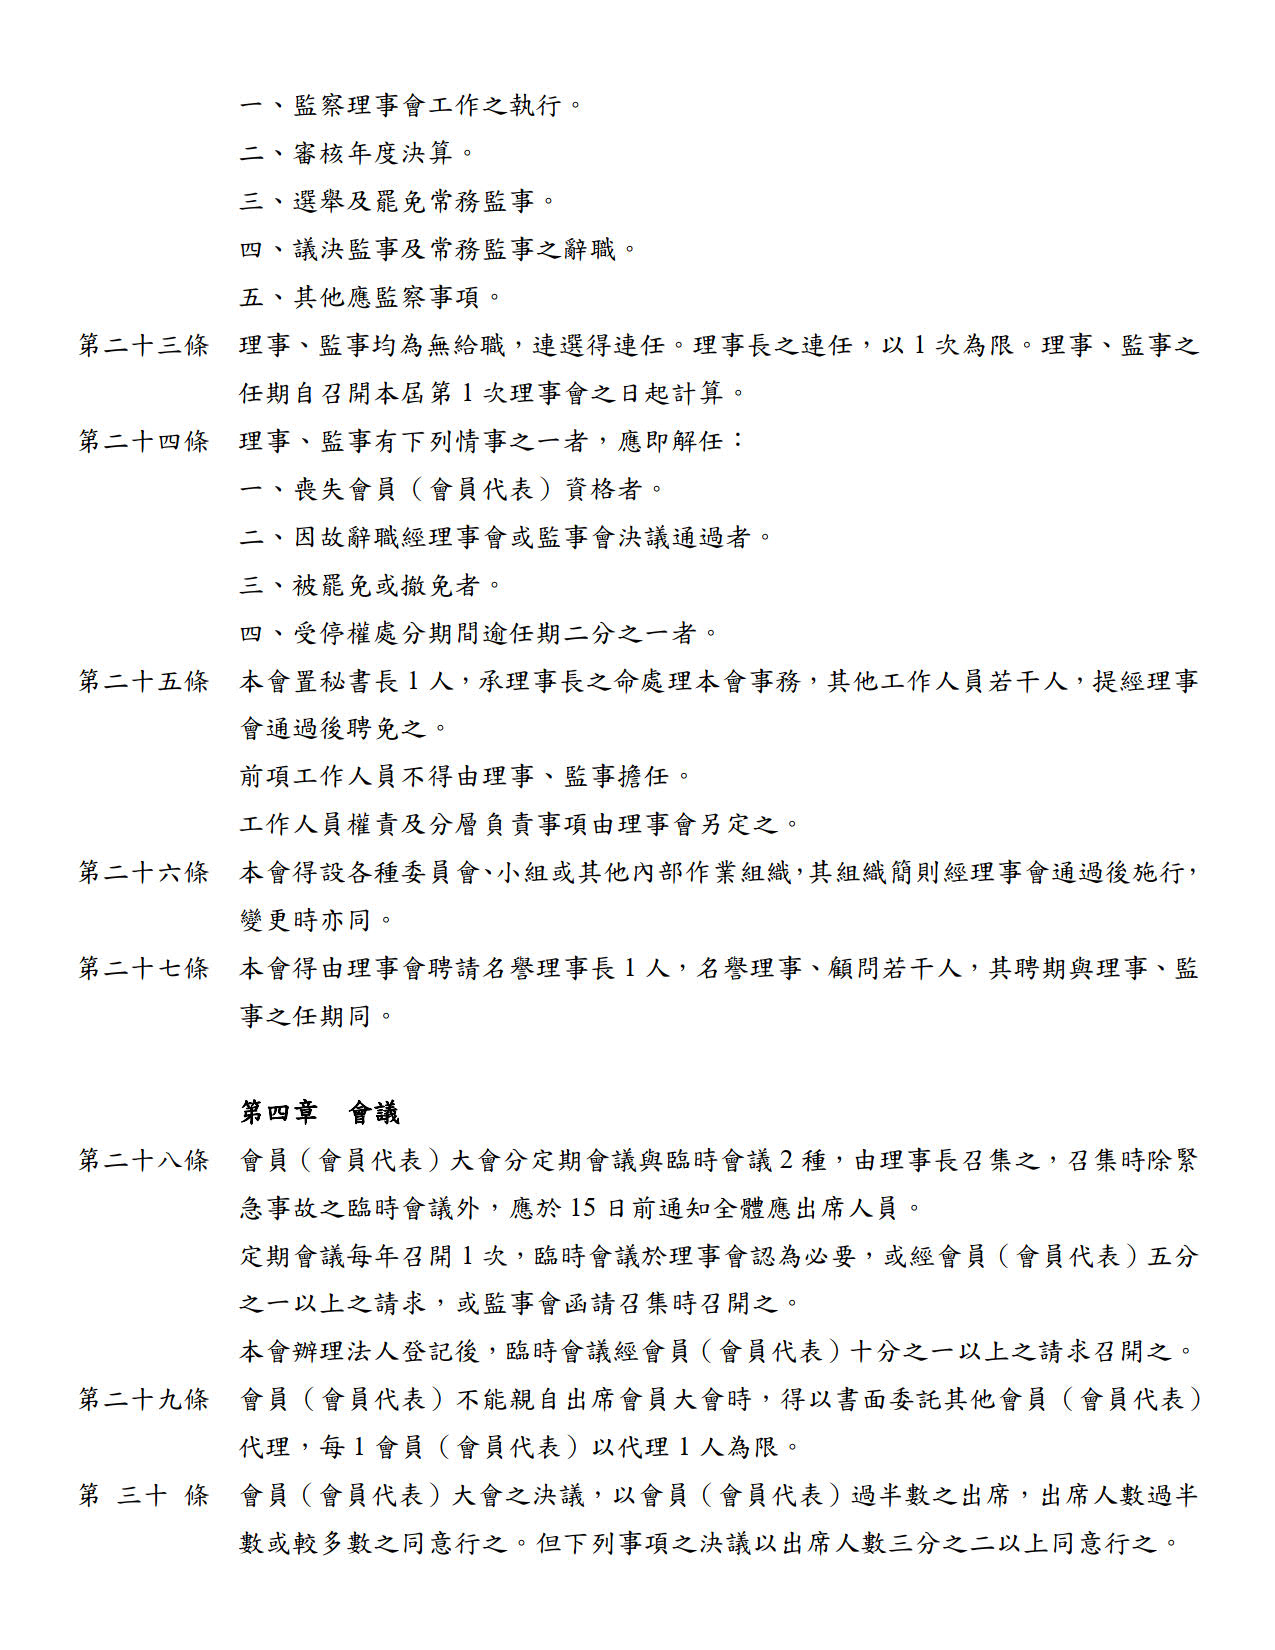 一、監察理事會工作之執行。
二、審核年度決算。
三、選舉及罷免常務監事。
四、議決監事及常務監事之辭職。
五、其他應監察事項。
第二十三條 理事、監事均為無給職，連選得連任。理事長之連任，以 1 次為限。理事、監事之
任期自召開本屆第 1 次理事會之日起計算。
第二十四條 理事、監事有下列情事之一者，應即解任：
一、喪失會員（會員代表）資格者。
二、因故辭職經理事會或監事會決議通過者。
三、被罷免或撤免者。
四、受停權處分期間逾任期二分之一者。
第二十五條 本會置秘書長 1 人，承理事長之命處理本會事務，其他工作人員若干人，提經理事
會通過後聘免之。
前項工作人員不得由理事、監事擔任。
工作人員權責及分層負責事項由理事會另定之。
第二十六條 本會得設各種委員會、小組或其他內部作業組織，其組織簡則經理事會通過後施行，
變更時亦同。
第二十七條 本會得由理事會聘請名譽理事長 1 人，名譽理事、顧問若干人，其聘期與理事、監
事之任期同。
第四章 會議
第二十八條 會員（會員代表）大會分定期會議與臨時會議 2 種，由理事長召集之，召集時除緊
急事故之臨時會議外，應於 15 日前通知全體應出席人員。
定期會議每年召開 1 次，臨時會議於理事會認為必要，或經會員（會員代表）五分
之一以上之請求，或監事會函請召集時召開之。
本會辦理法人登記後，臨時會議經會員（會員代表）十分之一以上之請求召開之。
第二十九條 會員（會員代表）不能親自出席會員大會時，得以書面委託其他會員（會員代表）
代理，每 1 會員（會員代表）以代理 1 人為限。
第 三十 條 會員（會員代表）大會之決議，以會員（會員代表）過半數之出席，出席人數過半
數或較多數之同意行之。但下列事項之決議以出席人數三分之二以上同意行之。